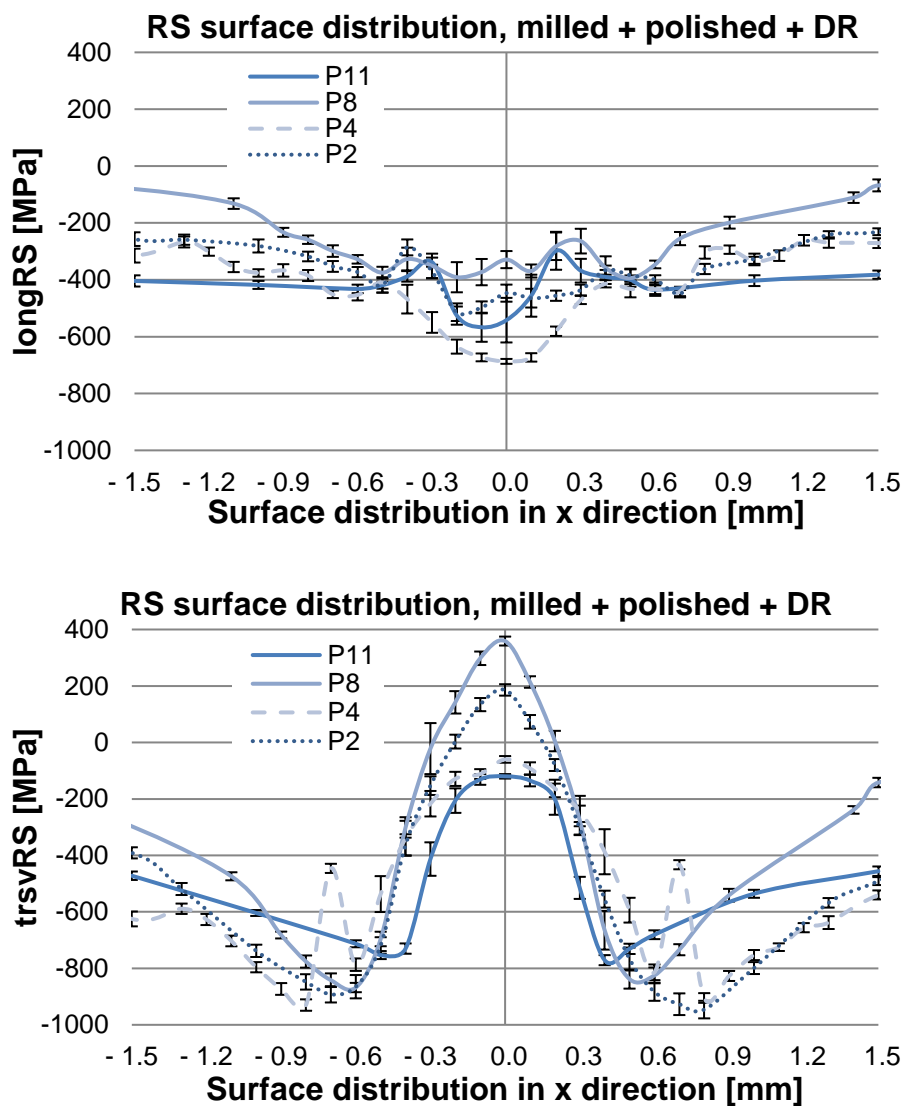 RS surface distribution, milled + polished + DR
400
200
0
-200
-400
-600
-800
-1000
longRS [MPa]
P11
P8
P4
P2
- 1.5 - 1.2 - 0.9 - 0.6 - 0.3 0.0 0.3 0.6 0.9 1.2 1.5
Surface distribution in x direction [mm]
RS surface distribution, milled + polished + DR
400
200
0
-200
-400
-600
-800
-1000
trsvRS [MPa]
P11
P8
P4
P2
- 1.5 - 1.2 - 0.9 - 0.6 - 0.3 0.0 0.3 0.6 0.9 1.2 1.5
Surface distribution in x direction [mm]